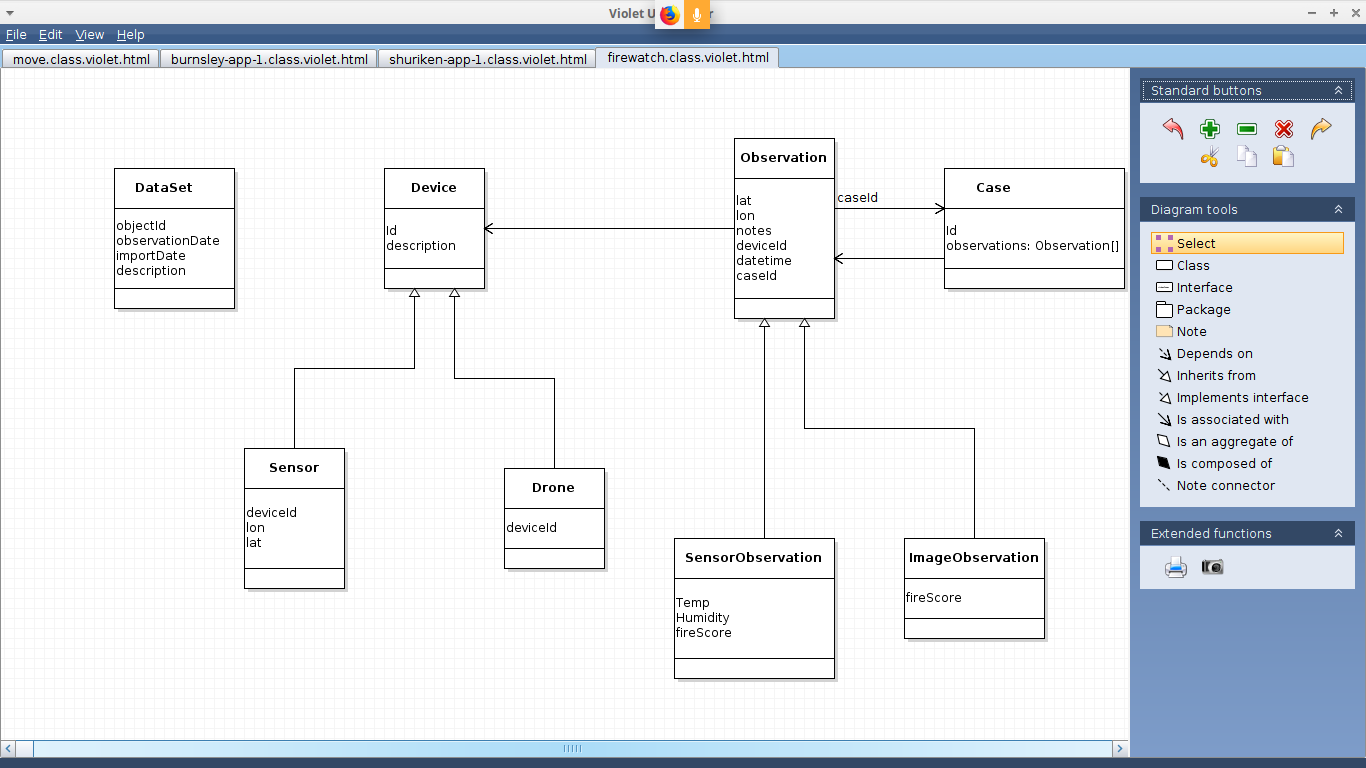 Violet U r
File Edit View Help
move.class.violet.html
burnsley-app-1.class.violet.html
shuriken-app-1.class.violet.html
firewatch.class.violet.html
DataSet
objectId
observationDate
importDate
description
Device
Id
description
Observation
lat
lon
notes
deviceId
datetime
caseId
caseId
Case
Id
observations: Observation[]
Sensor
deviceId
lon
lat
Drone
deviceId
SensorObservation
Temp
Humidity
fireScore
ImageObservation
fireScore
Standard buttons
Diagram tools
Select
Class
Interface
Package
Note
Depends on
Inherits from
Implements interface
Is associated with
Is an aggregate of
Is composed of
Note connector
Extended functions